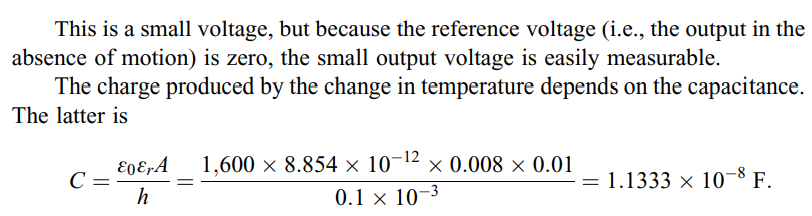 This is a small voltage, but because the reference voltage (i.e., the output in the
absence of motion) is zero, the small output voltage is easily measurable.
The charge produced by the change in temperature depends on the capacitance.
The latter is
C = ε₀εᵣA / h = 1,600 × 8.854 × 10⁻¹² × 0.008 × 0.01 / 0.1 × 10⁻³ = 1.1333 × 10⁻⁸ F.